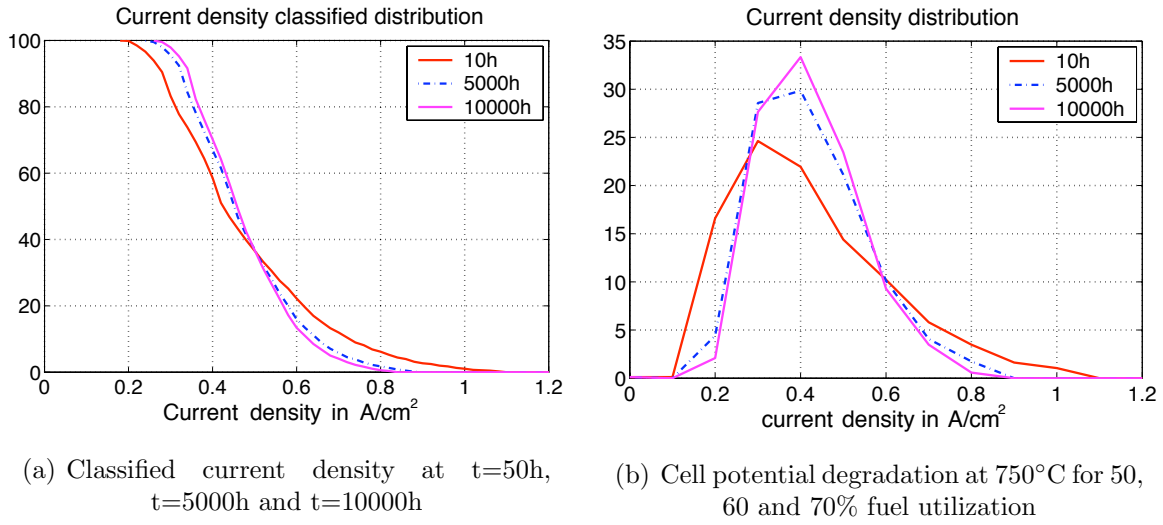 Current density classified distribution
100
80
60
40
20
0
0
0.2
0.4
0.6
0.8
1
1.2
10h
5000h
10000h
Current density in A/cm²
(a) Classified current density at t=50h,
t=5000h and t=10000h
Current density distribution
35
30
25
20
15
10
5
0
0
0.2
0.4
0.6
0.8
1
1.2
10h
5000h
10000h
current density in A/cm²
(b) Cell potential degradation at 750°C for 50,
60 and 70% fuel utilization